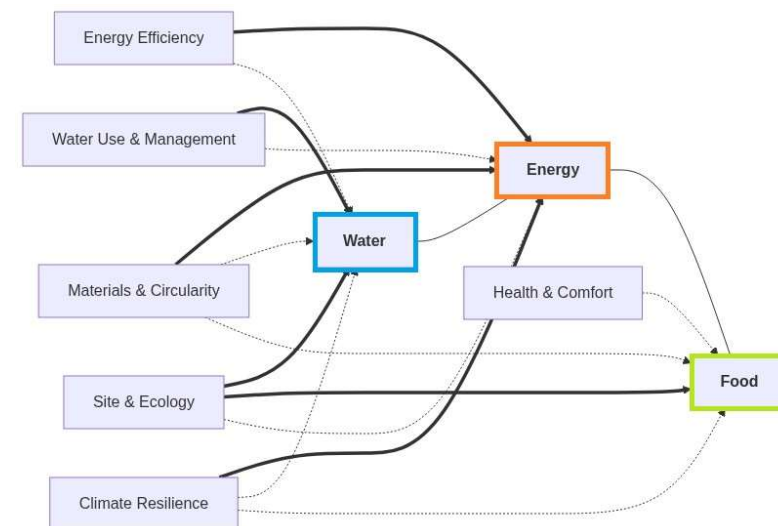 Energy Efficiency
Water Use & Management
Energy
Water
Materials & Circularity
Health & Comfort
Food
Site & Ecology
Climate Resilience